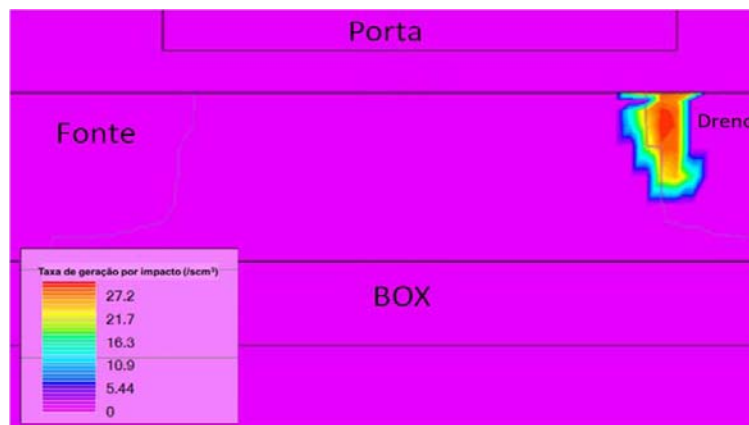 Porta
Fonte
Dreno
Taxa de geração por impacto (/scm³)
27.2
21.7
16.3
10.9
5.44
0
BOX